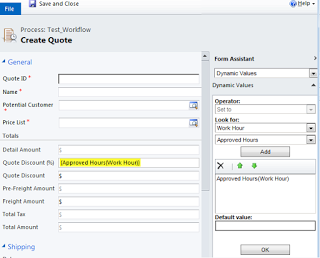 File
Save and Close
Help
Process: Test_Workflow
Create Quote
General
Quote ID *
Name *
Potential Customer *
Price List *
Totals
Detail Amount $
Quote Discount (%) {Approved Hours(Work Hour)}
Quote Discount $
Pre-Freight Amount $
Freight Amount $
Total Tax $
Total Amount $
Shipping
Form Assistant
Dynamic Values
Dynamic Values
Operator:
Set to
Look for:
Work Hour
Approved Hours
Add
Approved Hours(Work Hour)
Default value:
OK